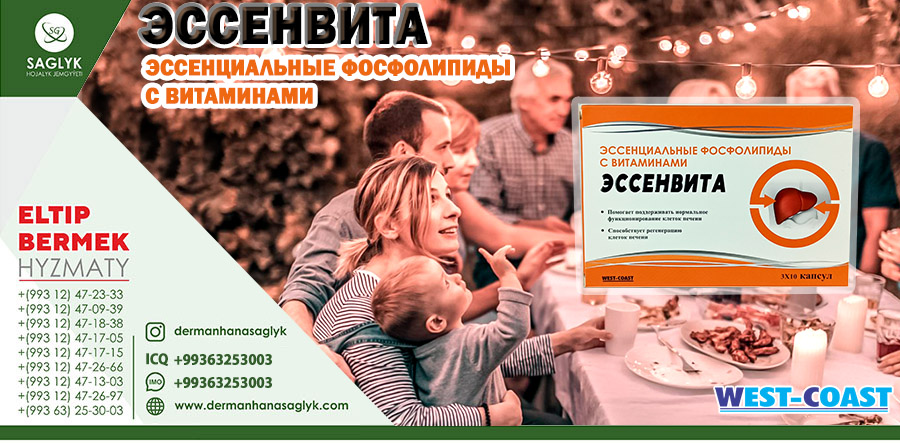 SG
SAGLYK
HOJALYK JEMGYÝETI
ЭССЕНВИТА
ЭССЕНЦИАЛЬНЫЕ ФОСФОЛИПИДЫ
С ВИТАМИНАМИ
ELTIP
BERMEK
HYZMATY
+(993 12) 47-23-33
+(993 12) 47-09-39
+(993 12) 47-18-38
+(993 12) 47-17-05
+(993 12) 47-17-15
+(993 12) 47-26-66
+(993 12) 47-13-03
+(993 12) 47-26-97
+(993 63) 25-30-03
dermanhanasaglyk
ICQ +99363253003
IMO +99363253003
www.dermanhanasaglyk.com
ЭССЕНЦИАЛЬНЫЕ ФОСФОЛИПИДЫ
С ВИТАМИНАМИ
ЭССЕНВИТА
• Помогает поддерживать нормальное
функционирование клеток печени
• Способствует регенерацию
клеток печени
WEST-COAST
3X10 капсул
WEST-COAST